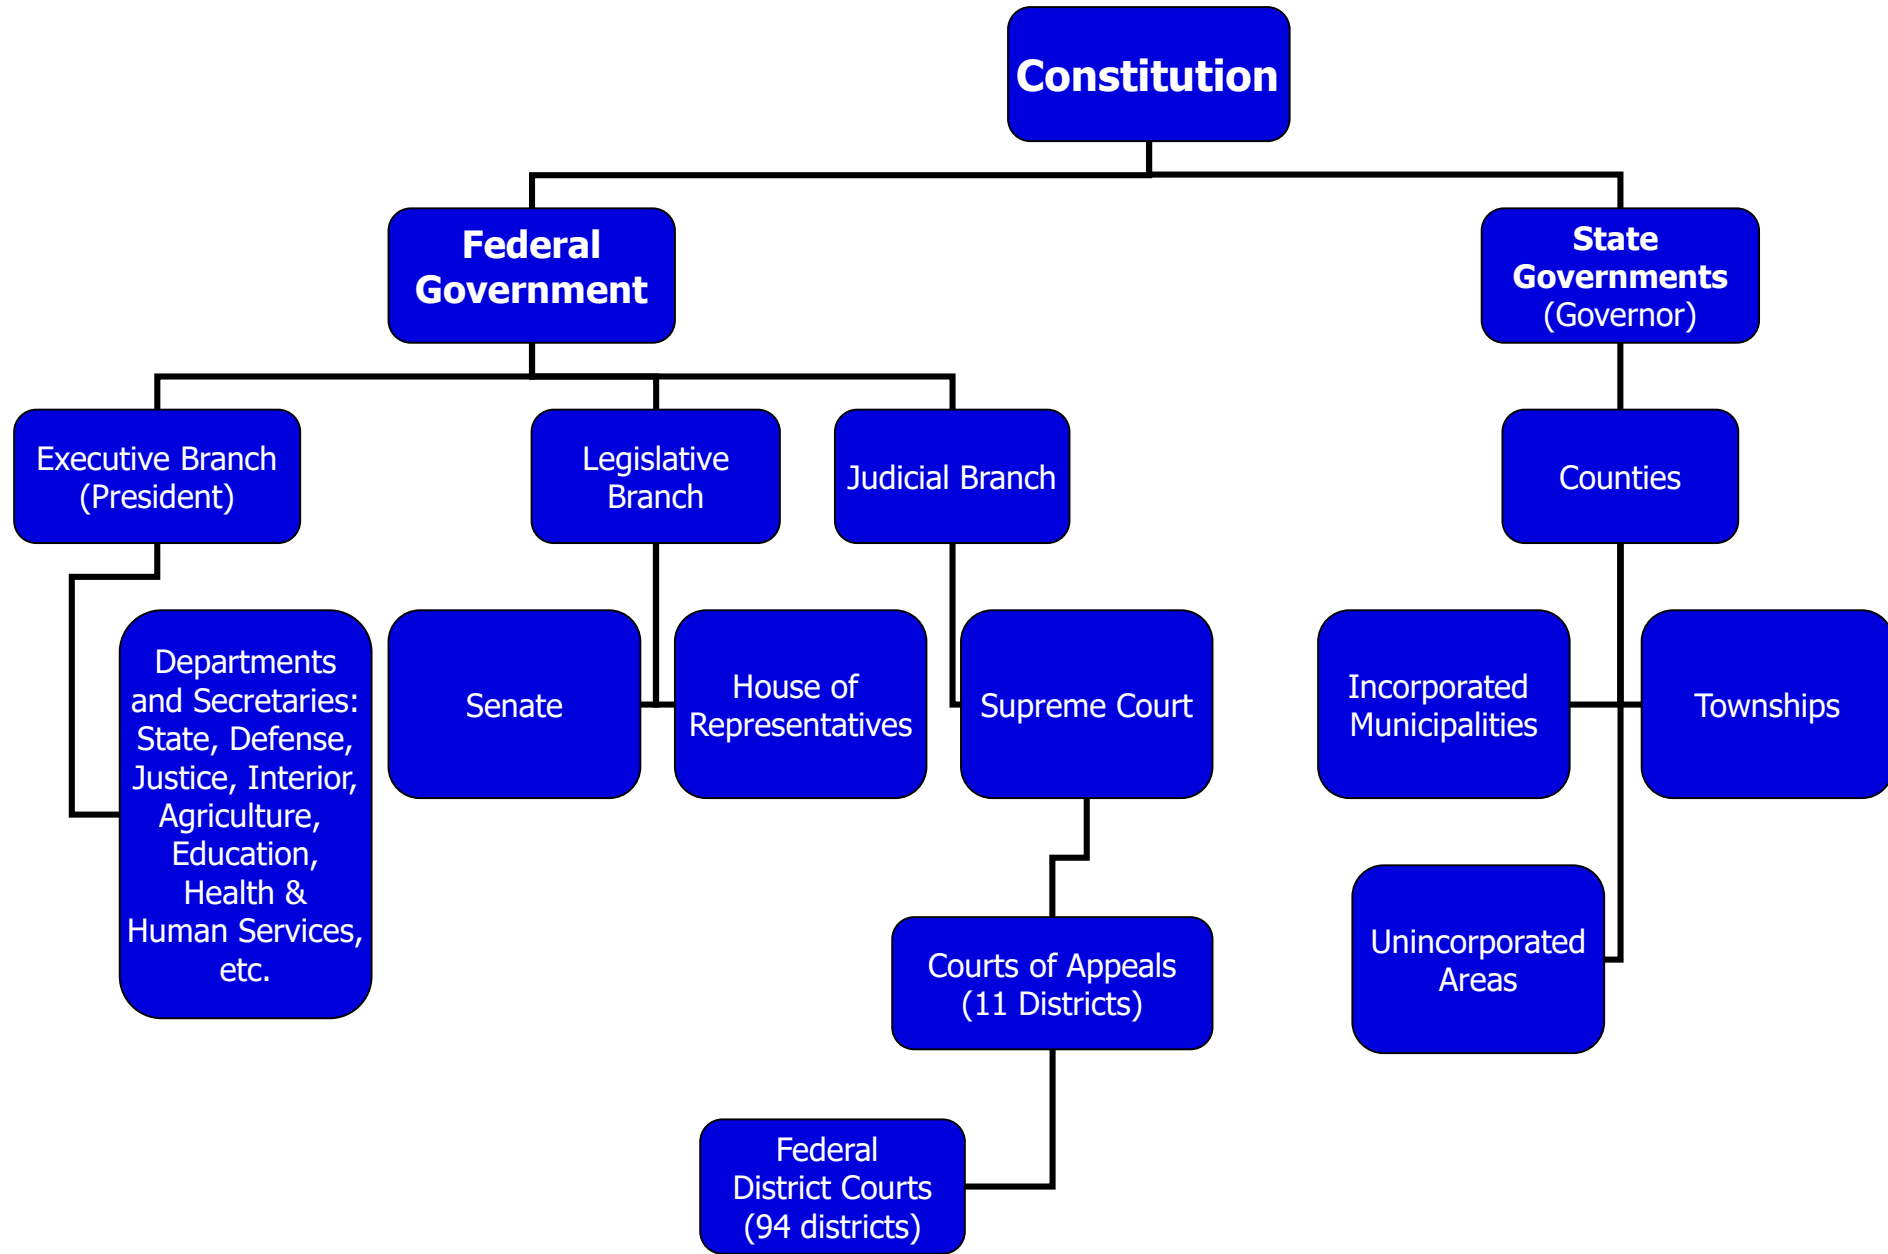 Constitution
Federal
Government
State
Governments
(Governor)
Executive Branch
(President)
Legislative
Branch
Judicial Branch
Counties
Departments
and Secretaries:
State, Defense,
Justice, Interior,
Agriculture,
Education,
Health &
Human Services,
etc.
Senate
House of
Representatives
Supreme Court
Incorporated
Municipalities
Townships
Courts of Appeals
(11 Districts)
Unincorporated
Areas
Federal
District Courts
(94 districts)